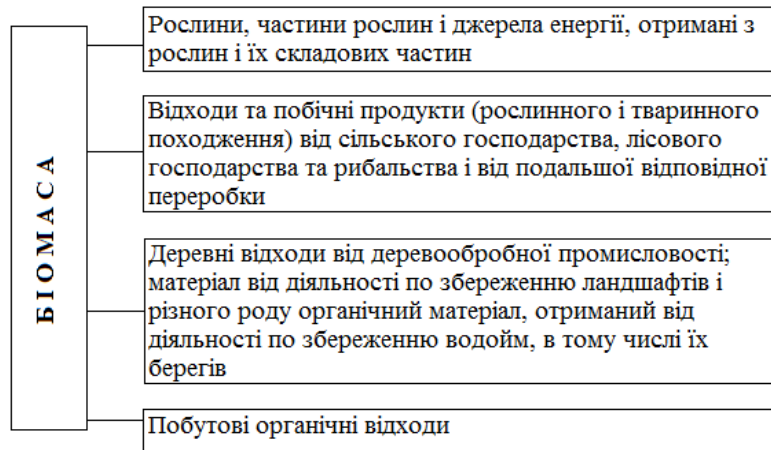 БІОМАСА
Рослини, частини рослин і джерела енергії, отримані з
рослин і їх складових частин
Відходи та побічні продукти (рослинного і тваринного
походження) від сільського господарства, лісового
господарства та рибальства і від подальшої відповідної
переробки
Деревні відходи від деревообробної промисловості;
матеріал від діяльності по збереженню ландшафтів і
різного роду органічний матеріал, отриманий від
діяльності по збереженню водойм, в тому числі їх
берегів
Побутові органічні відходи